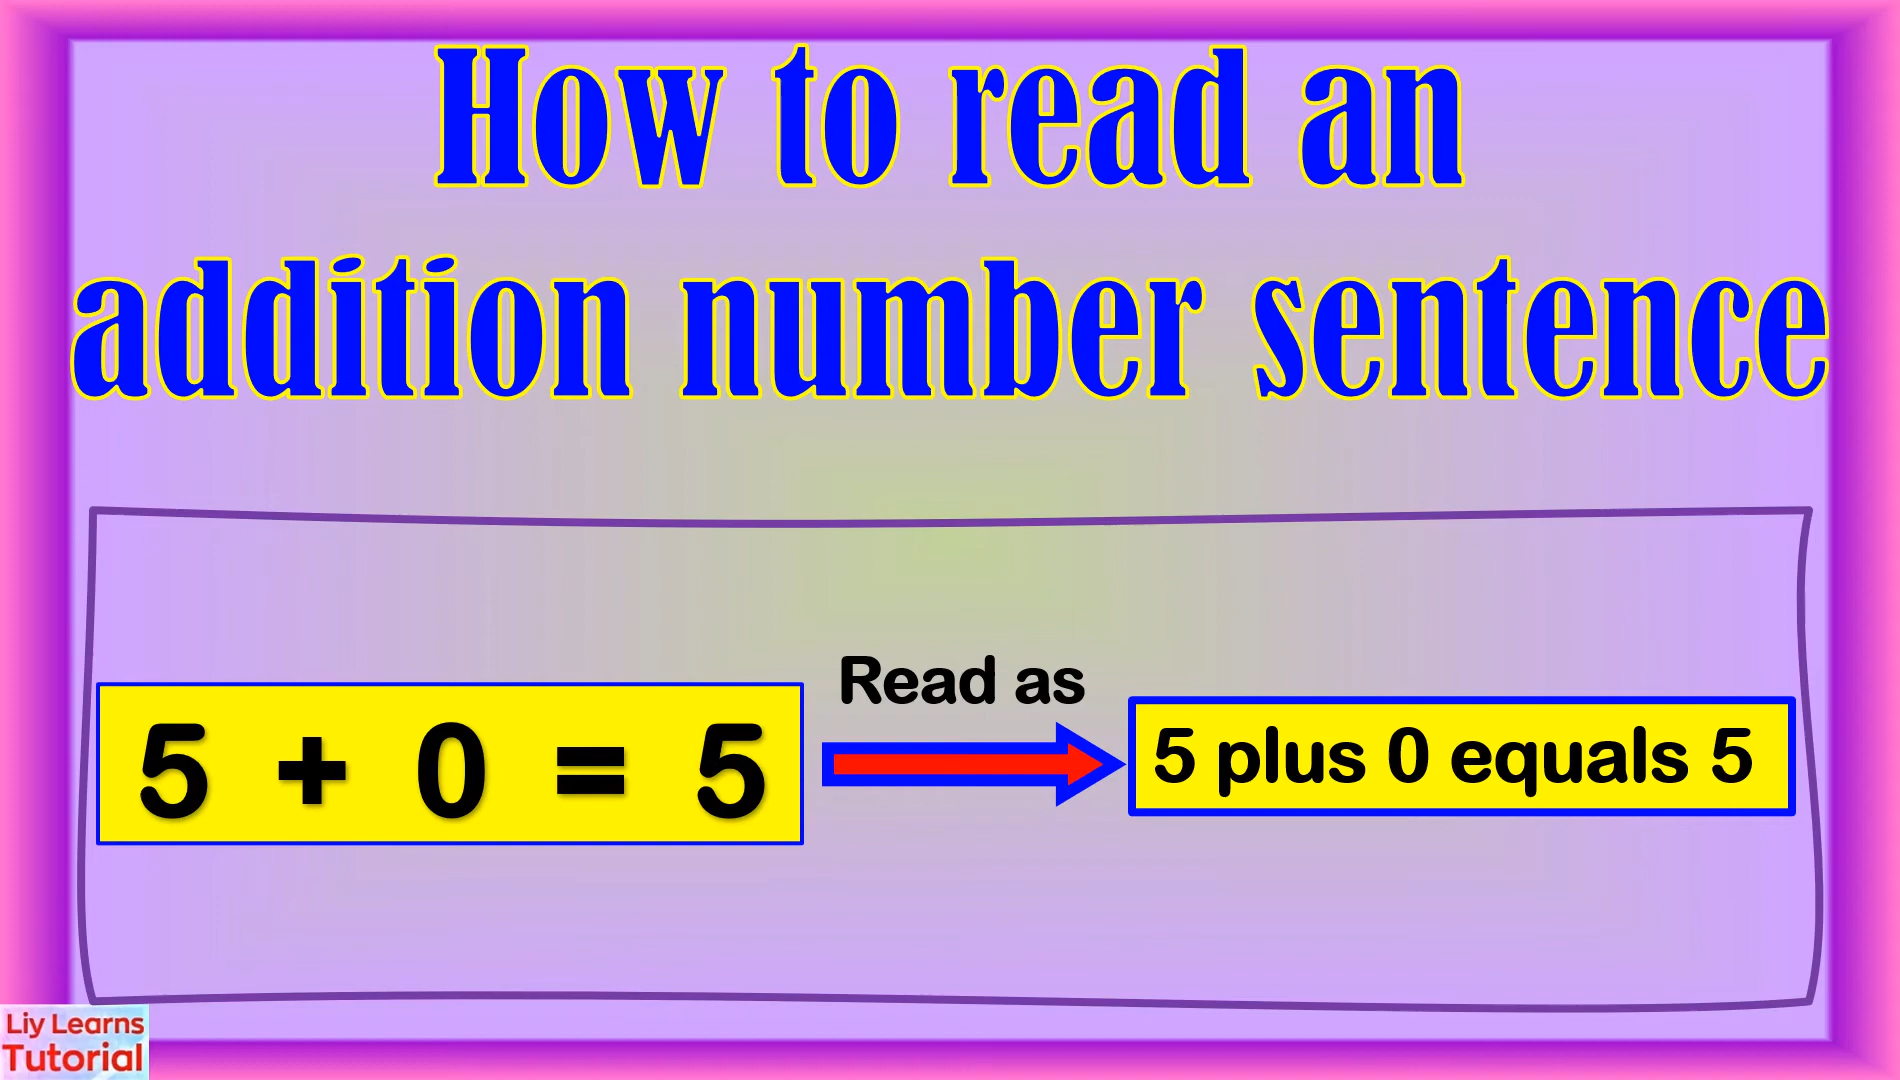 How to read an
addition number sentence
Read as
5 + 0 = 5
5 plus 0 equals 5
Liy Learns
Tutorial